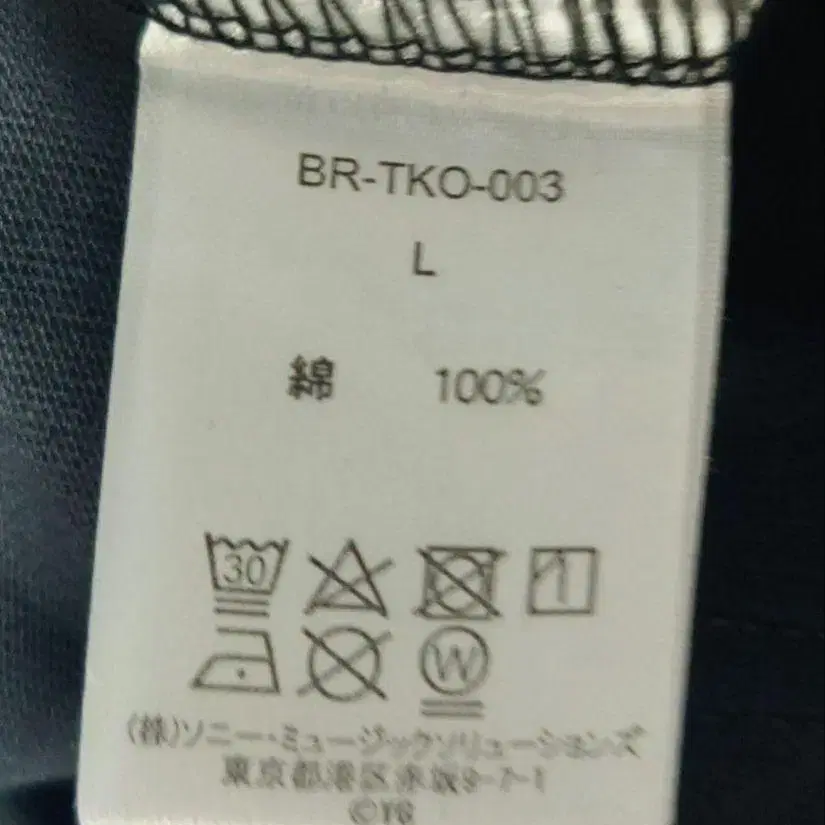 BR-TKO-003
L
綿 100%
30
W
(株)ソニー・ミュージックソリューションズ
東京都港区赤坂9-7-1
©YG